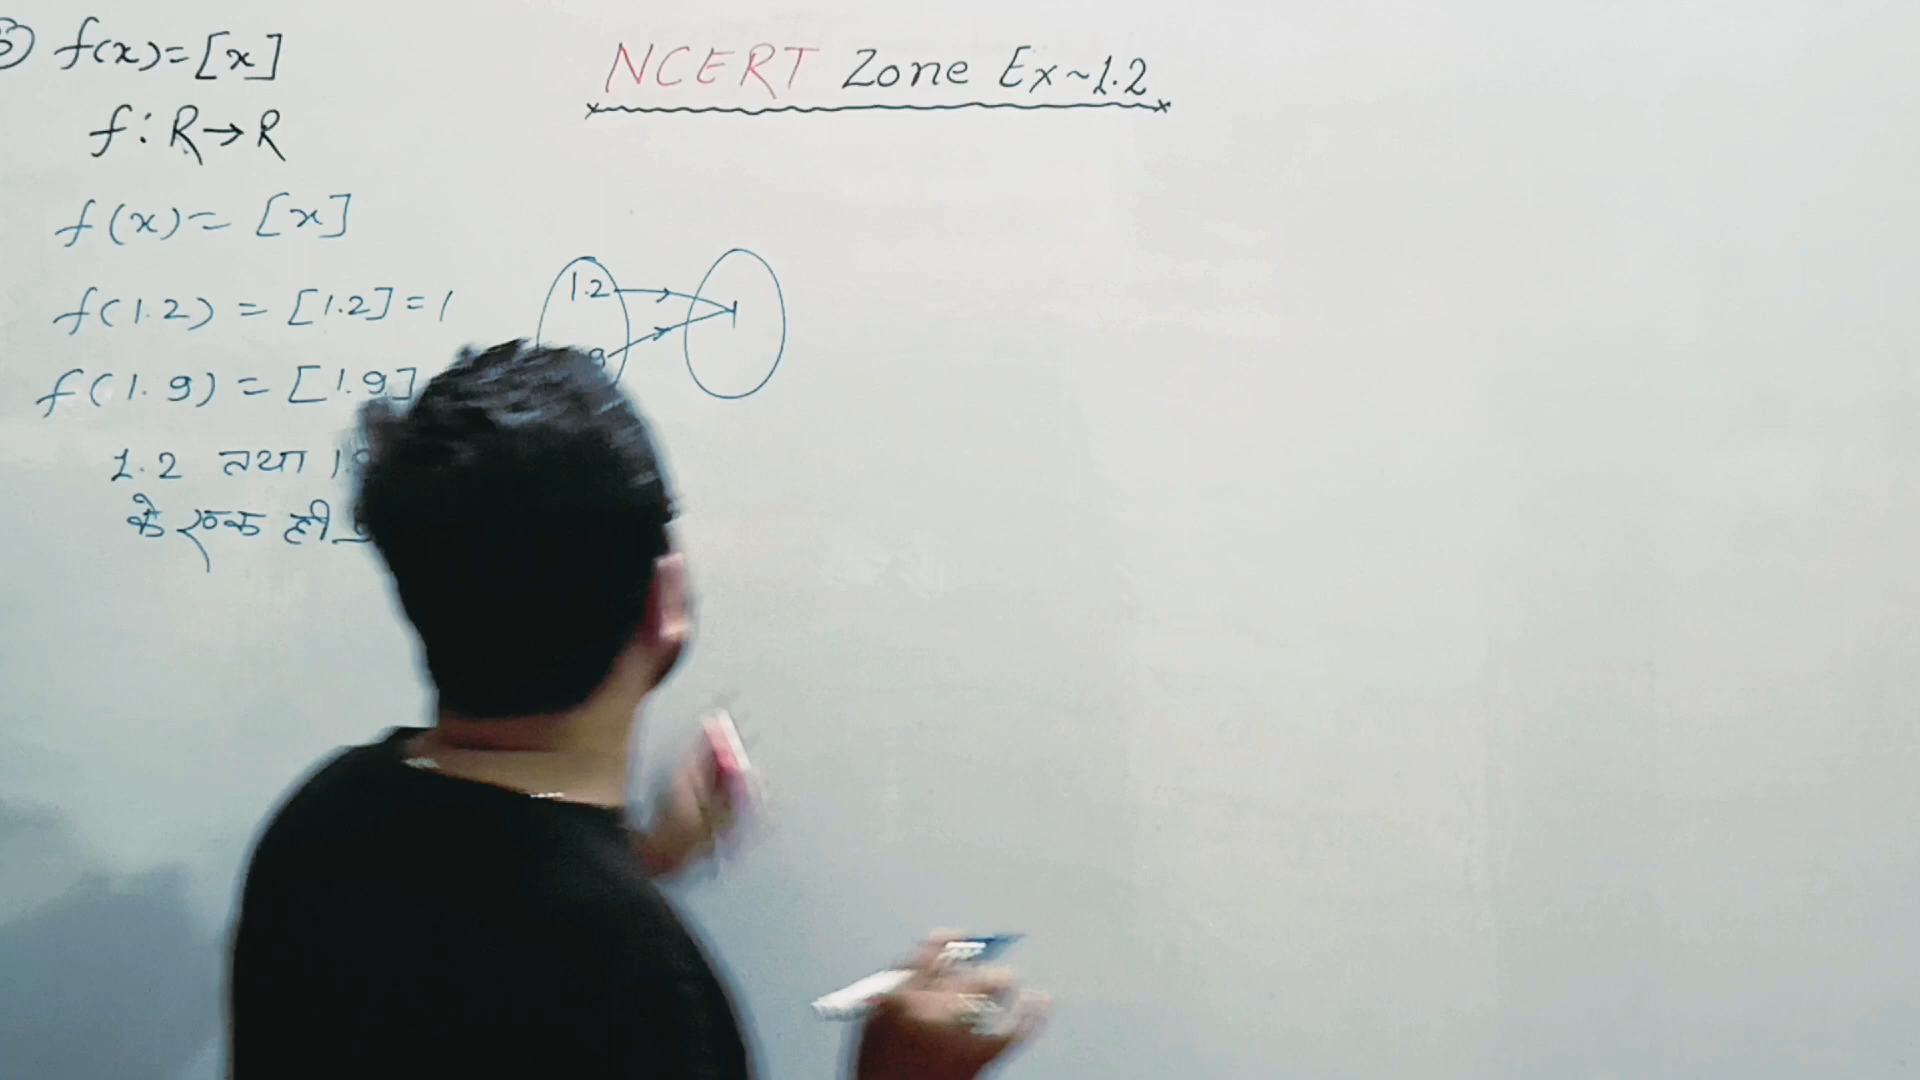 f(x)=[x]
NCERT Zone Ex~1.2
f:R→R
f(x)= [x]
f(1.2) = [1.2]=1
f(1.9) = [1.9]
1.2 तथा
के एक ही
1.2
9
1